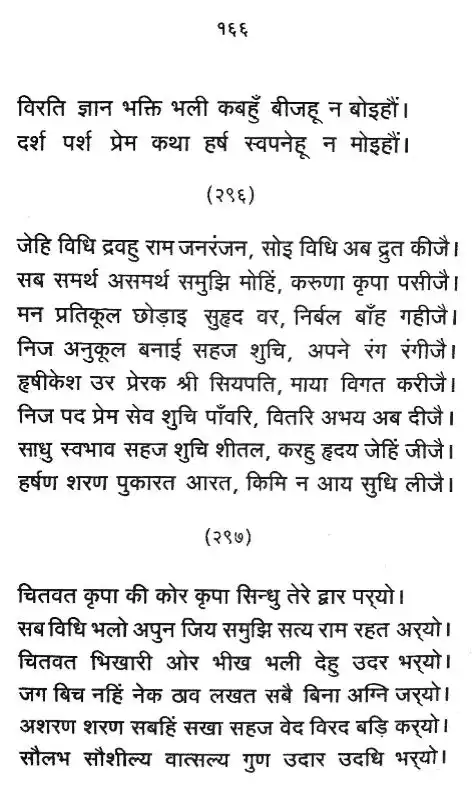 १६६
विरति ज्ञान भक्ति भली कबहुँ बीजहू न बोइहौं।
दर्श पर्श प्रेम कथा हर्ष स्वपनेहू न मोइहौं।
(२९६)
जेहि विधि द्रवहु राम जनरंजन, सोइ विधि अब द्रुत कीजै।
सब समर्थ असमर्थ समुझि मोहिं, करुणा कृपा पसीजै।
मन प्रतिकूल छोड़ाइ सुहृद वर, निर्बल बाँह गहीजै।
निज अनुकूल बनाई सहज शुचि, अपने रंग रंगीजै।
हृषीकेश उर प्रेरक श्री सियपति, माया विगत करीजै।
निज पद प्रेम सेव शुचि पाँवरि, वितरि अभय अब दीजै।
साधु स्वभाव सहज शुचि शीतल, करहु हृदय जेहिं जीजै।
हर्षण शरण पुकारत आरत, किमि न आय सुधि लीजै।
(२९७)
चितवत कृपा की कोर कृपा सिन्धु तेरे द्वार पर्‌यो।
सब विधि भलो अपुन जिय समुझि सत्य राम रहत अर्‌यो।
चितवत भिखारी ओर भीख भली देहु उदर भर्‌यो।
जग बिच नहिं नेक ठाव लखत सबै बिना अग्नि जर्‌यो।
अशरण शरण सबहिं सखा सहज वेद विरद बड़ि कर्‌यो।
सौलभ सौशील्य वात्सल्य गुण उदार उदधि भर्‌यो।